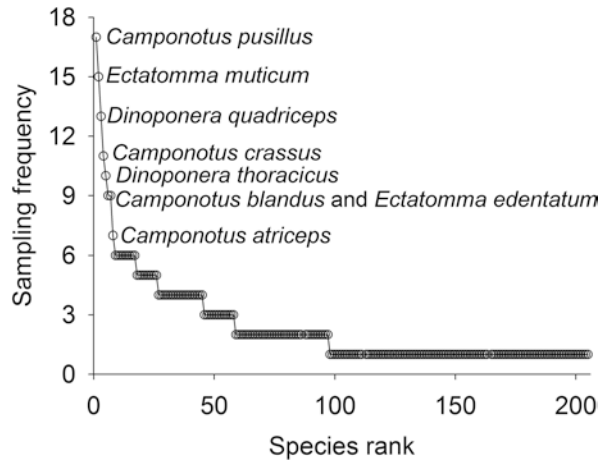 18
Camponotus pusillus
15
Ectatomma muticum
Dinoponera quadriceps
12
Camponotus crassus
Dinoponera thoracicus
9
Camponotus blandus and Ectatomma edentatum
Camponotus atriceps
6
3
0
Sampling frequency
0 50 100 150 200
Species rank